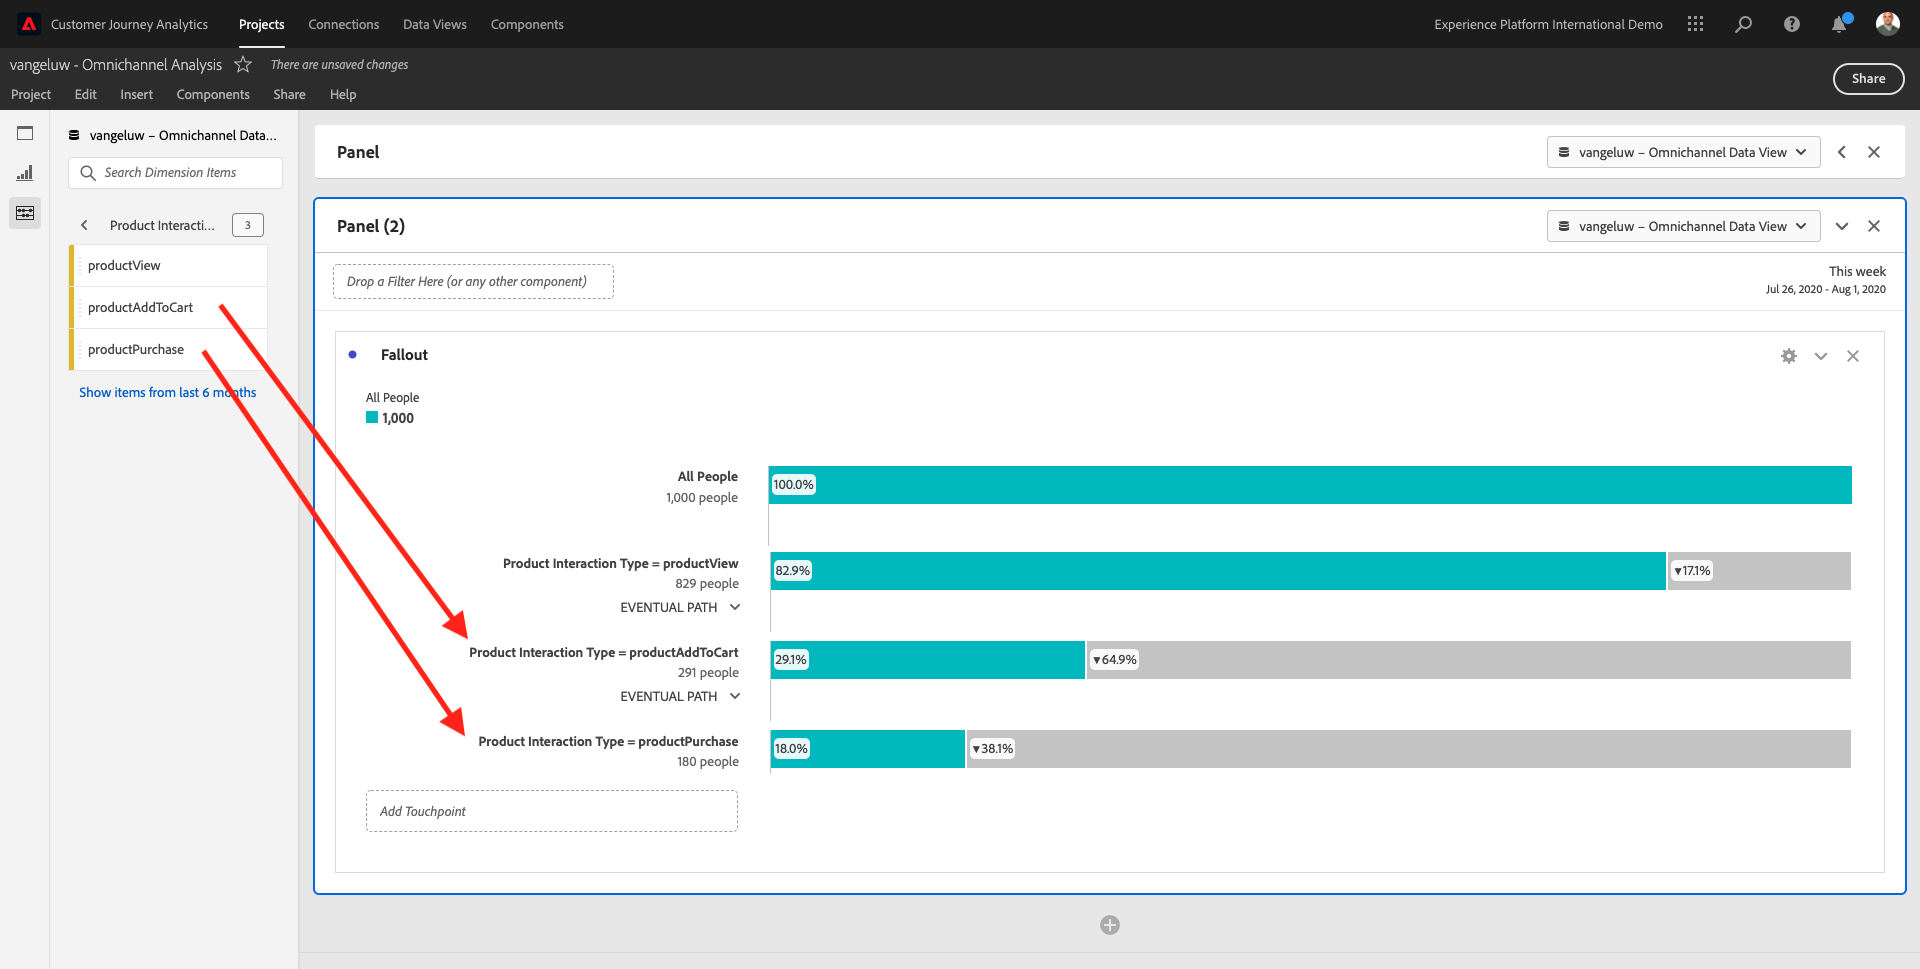 Customer Journey Analytics
Projects
Connections
Data Views
Components
Experience Platform International Demo
vangeluw - Omnichannel Analysis
There are unsaved changes
Share
Project
Edit
Insert
Components
Share
Help
vangeluw – Omnichannel Data...
Search Dimension Items
Product Interacti...
3
productView
productAddToCart
productPurchase
Show items from last 6 months
Panel
vangeluw – Omnichannel Data View
Panel (2)
vangeluw – Omnichannel Data View
Drop a Filter Here (or any other component)
This week
Jul 26, 2020 - Aug 1, 2020
Fallout
All People
1,000
All People
1,000 people
100.0%
Product Interaction Type = productView
829 people
EVENTUAL PATH
82.9%
▼17.1%
Product Interaction Type = productAddToCart
291 people
EVENTUAL PATH
29.1%
▼64.9%
Product Interaction Type = productPurchase
180 people
18.0%
▼38.1%
Add Touchpoint